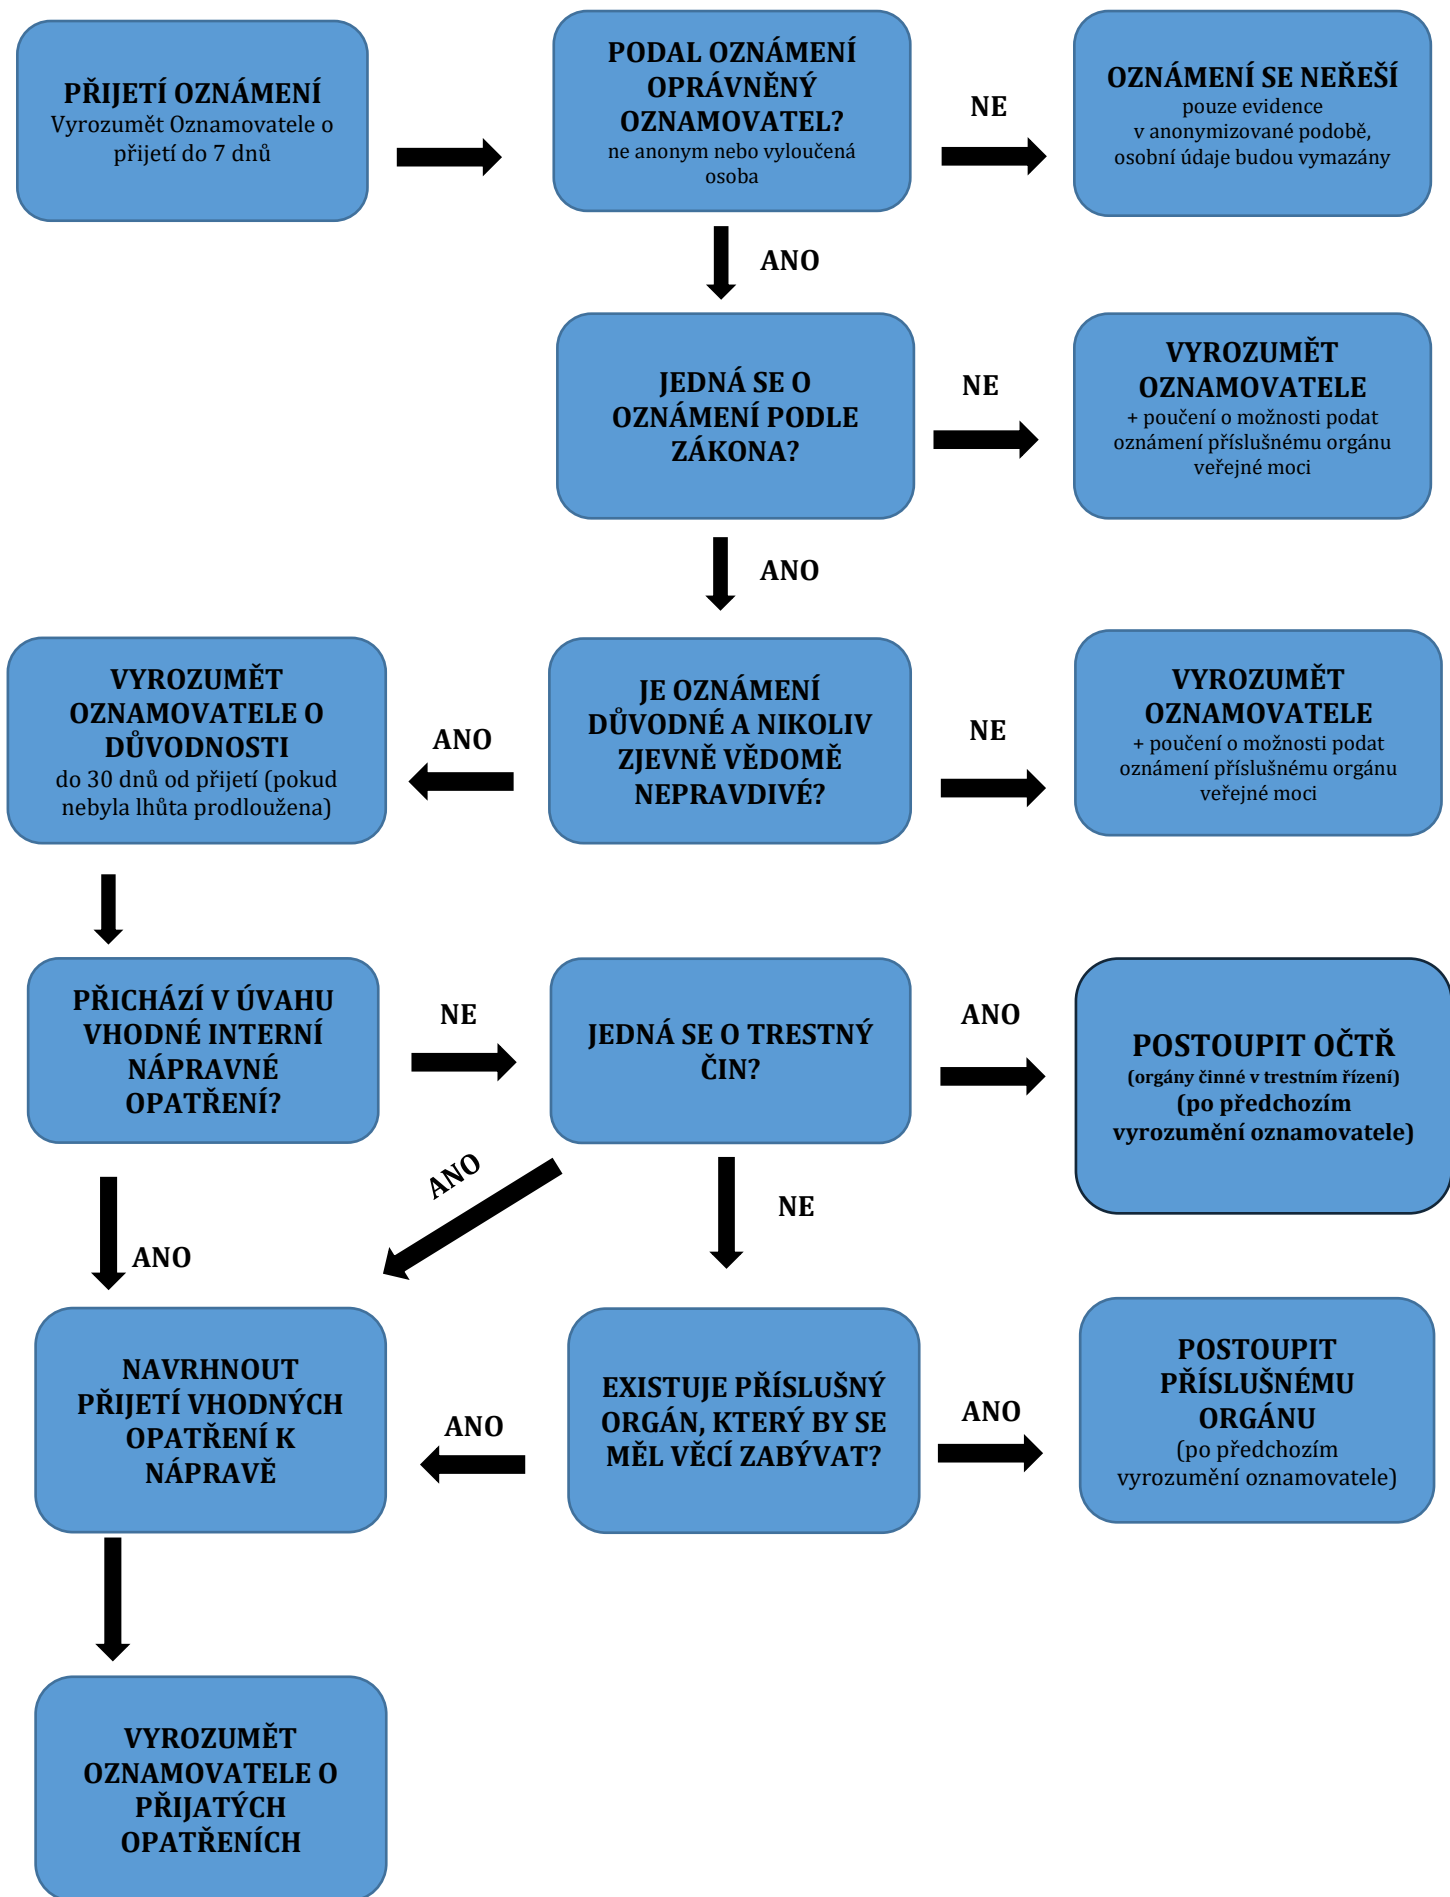 PŘIJETÍ OZNÁMENÍ
Vyrozumět Oznamovatele o
přijetí do 7 dnů
PODAL OZNÁMENÍ
OPRÁVNĚNÝ
OZNAMOVATEL?
ne anonym nebo vyloučená
osoba
NE
OZNÁMENÍ SE NEŘEŠÍ
pouze evidence
v anonymizované podobě,
osobní údaje budou vymazány
ANO
JEDNÁ SE O
OZNÁMENÍ PODLE
ZÁKONA?
NE
VYROZUMĚT
OZNAMOVATELE
+ poučení o možnosti podat
oznámení příslušnému orgánu
veřejné moci
ANO
VYROZUMĚT
OZNAMOVATELE O
DŮVODNOSTI
do 30 dnů od přijetí (pokud
nebyla lhůta prodloužena)
ANO
JE OZNÁMENÍ
DŮVODNÉ A NIKOLIV
ZJEVNĚ VĚDOMĚ
NEPRAVDIVÉ?
NE
VYROZUMĚT
OZNAMOVATELE
+ poučení o možnosti podat
oznámení příslušnému orgánu
veřejné moci
PŘICHÁZÍ V ÚVAHU
VHODNÉ INTERNÍ
NÁPRAVNÉ
OPATŘENÍ?
NE
JEDNÁ SE O TRESTNÝ
ČIN?
ANO
POSTOUPIT OČTŘ
(orgány činné v trestním řízení)
(po předchozím
vyrozumění oznamovatele)
ANO
ANO
NE
NAVRHNOUT
PŘIJETÍ VHODNÝCH
OPATŘENÍ K
NÁPRAVĚ
ANO
EXISTUJE PŘÍSLUŠNÝ
ORGÁN, KTERÝ BY SE
MĚL VĚCÍ ZABÝVAT?
ANO
POSTOUPIT
PŘÍSLUŠNÉMU
ORGÁNU
(po předchozím
vyrozumění oznamovatele)
VYROZUMĚT
OZNAMOVATELE O
PŘIJATÝCH
OPATŘENÍCH